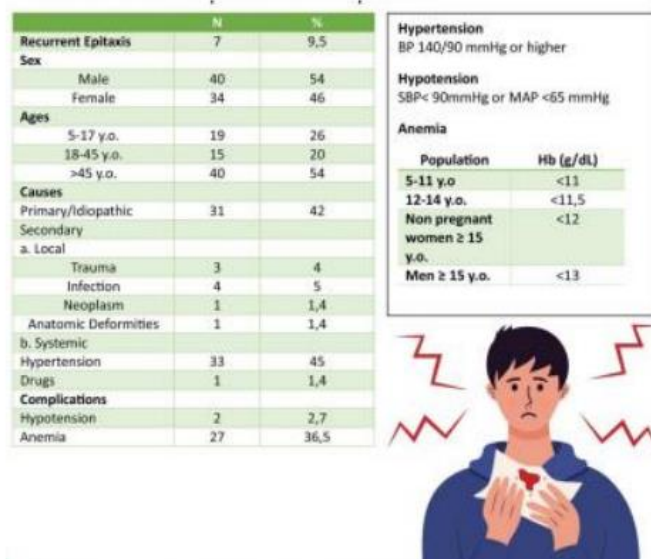 N %
Recurrent Epitaxis 7 9,5
Sex
Male 40 54
Female 34 46
Ages
5-17 y.o. 19 26
18-45 y.o. 15 20
>45 y.o. 40 54
Causes
Primary/Idiopathic 31 42
Secondary
a. Local
Trauma 3 4
Infection 4 5
Neoplasm 1 1,4
Anatomic Deformities 1 1,4
b. Systemic
Hypertension 33 45
Drugs 1 1,4
Complications
Hypotension 2 2,7
Anemia 27 36,5
Hypertension
BP 140/90 mmHg or higher
Hypotension
SBP< 90mmHg or MAP <65 mmHg
Anemia
Population Hb (g/dL)
5-11 y.o <11
12-14 y.o. <11,5
Non pregnant <12
women ≥ 15
y.o.
Men ≥ 15 y.o. <13